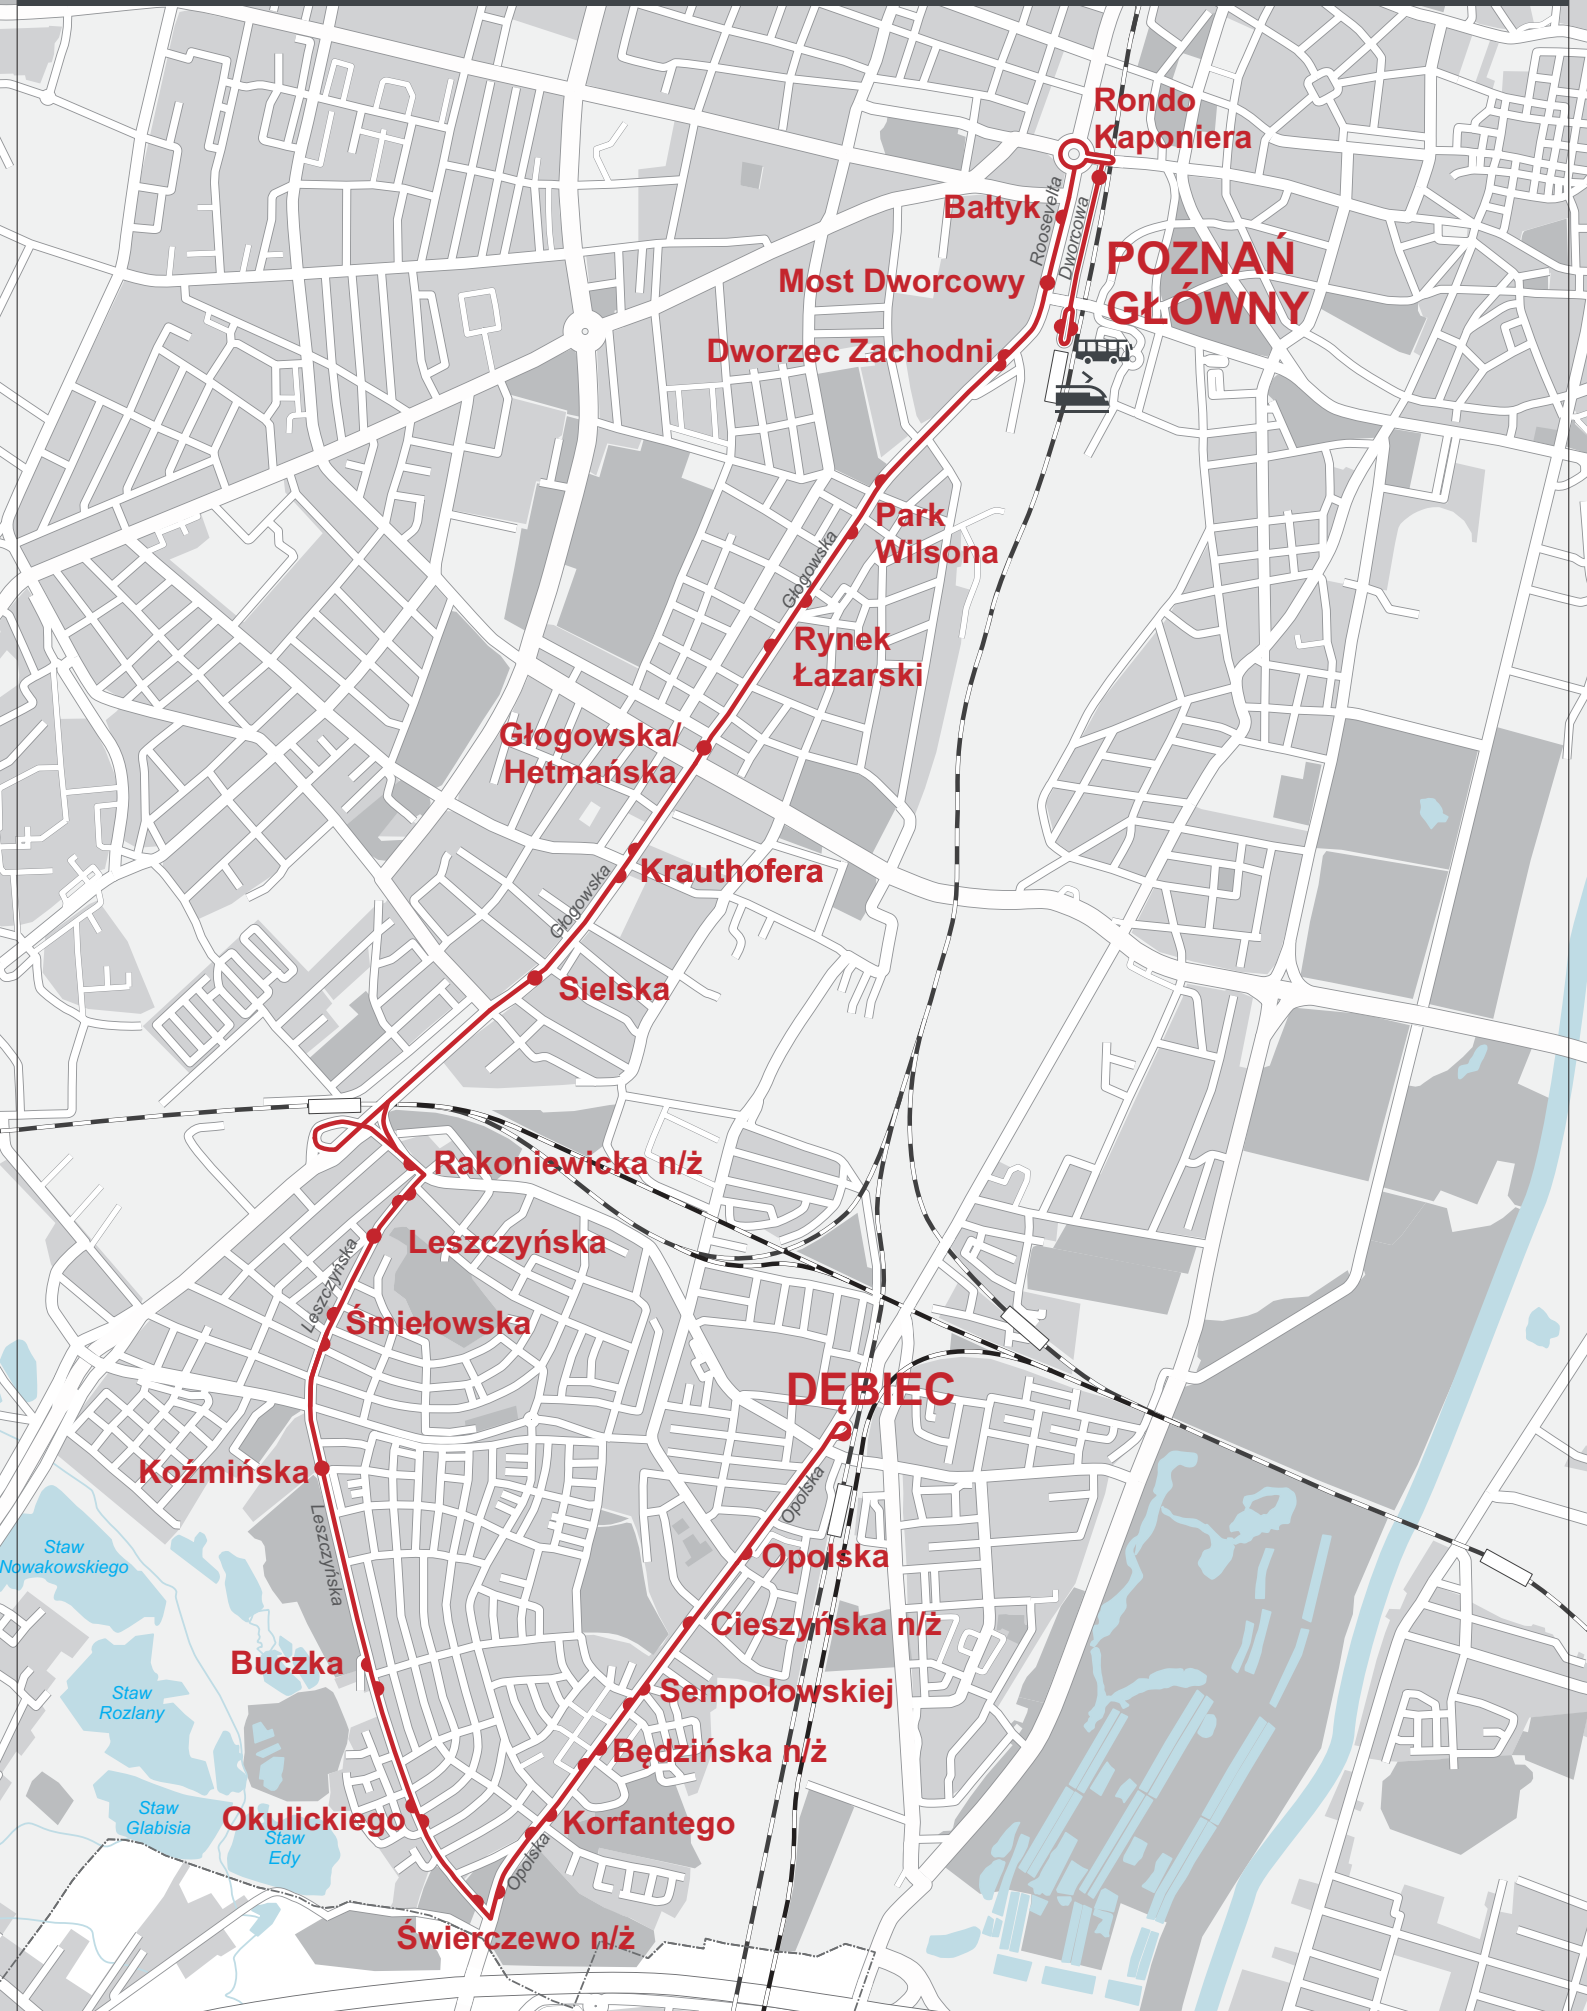 Rondo
Kaponiera
Roosevelta
Dworcowa
Bałtyk
POZNAŃ
GŁÓWNY
Most Dworcowy
Dworzec Zachodni
Park
Wilsona
Głogowska
Rynek
Łazarski
Głogowska/
Hetmańska
Krauthofera
Głogowska
Sielska
Rakoniewicka n/ż
Leszczyńska
Leszczyńska
Śmiełowska
DĘBIEC
Koźmińska
Opolska
Leszczyńska
Opolska
Staw
Nowakowskiego
Cieszyńska n/ż
Buczka
Sempołowskiej
Staw
Rozlany
Będzińska n/ż
Okulickiego
Korfantego
Staw
Glabisia
Staw
Edy
Opolska
Świerczewo n/ż